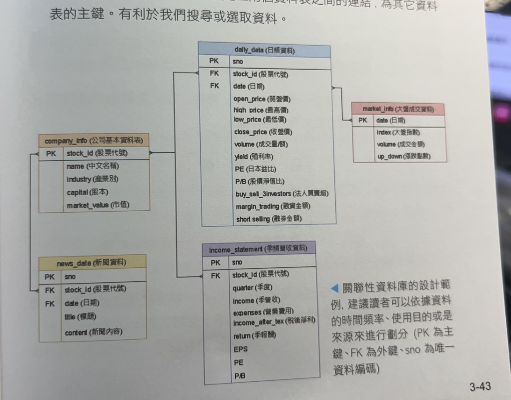 表的主鍵。有利於我們搜尋或選取資料。
daily_data (日頻資料)
PK sno
FK stock_id (股票代號)
FK date (日期)
open_price (開盤價)
high_price (最高價)
low_price (最低價)
close_price (收盤價)
volume (成交量/額)
yield (殖利率)
PE (日本益比)
P/B (股價淨值比)
buy_sell_3investors (法人買賣超)
margin_trading (融資金額)
short selling (融券金額)
market_info (大盤成交資料)
PK date (日期)
index (大盤指數)
volume (成交金額)
up_down (漲跌點數)
company_info (公司基本資料表)
PK stock_id (股票代號)
name (中文名稱)
industry (產業別)
capital (股本)
market_value (市值)
news_data (新聞資料)
PK sno
FK stock_id (股票代號)
FK date (日期)
title (標題)
content (新聞內容)
income_statement (季頻營收資料)
PK sno
FK stock_id (股票代號)
quarter (季度)
income (季營收)
expenses (營業費用)
income_after_tax (稅後淨利)
return (季報酬)
EPS
PE
P/B
◀ 關聯性資料庫的設計範
例, 建議讀者可以依據資料
的時間頻率、使用目的或是
來源來進行劃分 (PK 為主
鍵、FK 為外鍵、sno 為唯一
資料編碼)
3-43